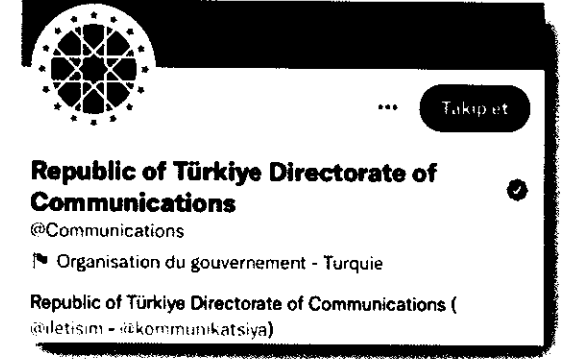 Takip et
Republic of Türkiye Directorate of
Communications
@Communications
Organisation du gouvernement - Turquie
Republic of Türkiye Directorate of Communications (
@iletisim - @kommunikatsiya)